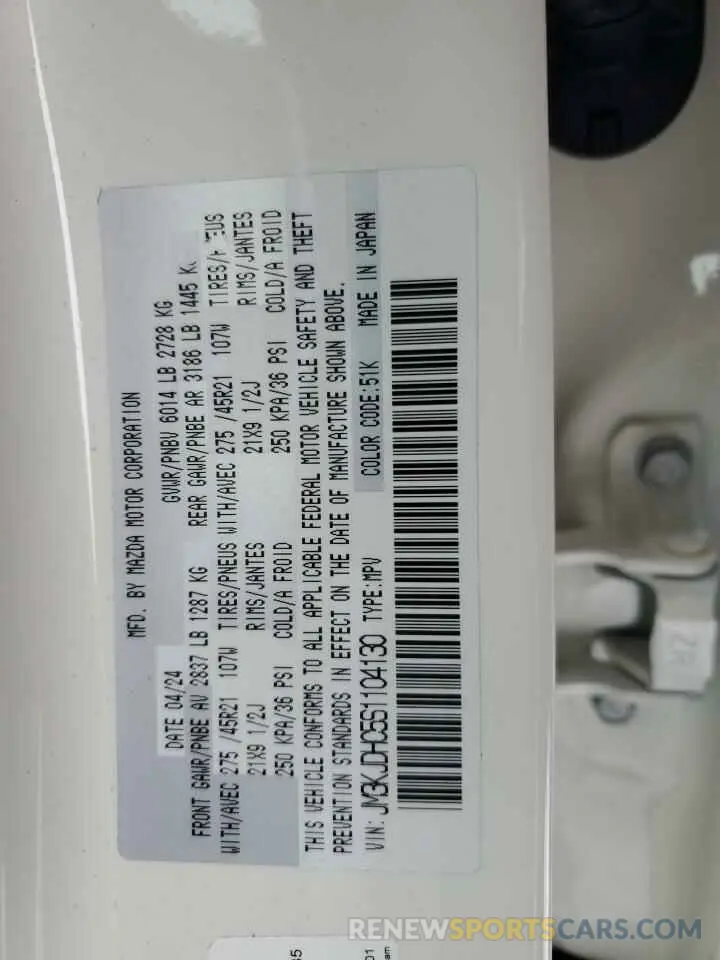 MFD. BY MAZDA MOTOR CORPORATION
DATE 04/24 GVWR/PNBV 6014 LB 2728 KG
FRONT GAWR/PNBE AV 2837 LB 1287 KG REAR GAWR/PNBE AR 3186 LB 1445
WITH/AVEC 275 /45R21 107W TIRES/PNEUS WITH/AVEC 275 /45R21 107W
21X9 1/2J RIMS/JANTES 21X9 1/2J RIMS/JANTES
250 KPA/36 PSI COLD/A FROID 250 KPA/36 PSI COLD/A FROID
THIS VEHICLE CONFORMS TO ALL APPLICABLE FEDERAL MOTOR VEHICLE SAFETY AND THEFT
PREVENTION STANDARDS IN EFFECT ON THE DATE OF MANUFACTURE SHOWN ABOVE.
VIN: JM3KJDHC5S1104130 TYPE:MPV COLOR CODE:51K MADE IN JAPAN
RENEWSPORTSCARS.COM